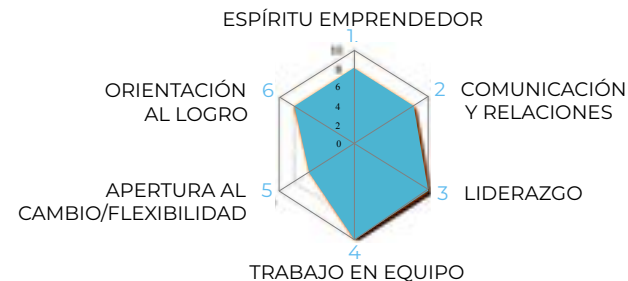 ESPÍRITU EMPRENDEDOR
1.
10
8
6
4
2
0
6
ORIENTACIÓN
AL LOGRO
2
COMUNICACIÓN
Y RELACIONES
5
APERTURA AL
CAMBIO/FLEXIBILIDAD
3
LIDERAZGO
4
TRABAJO EN EQUIPO